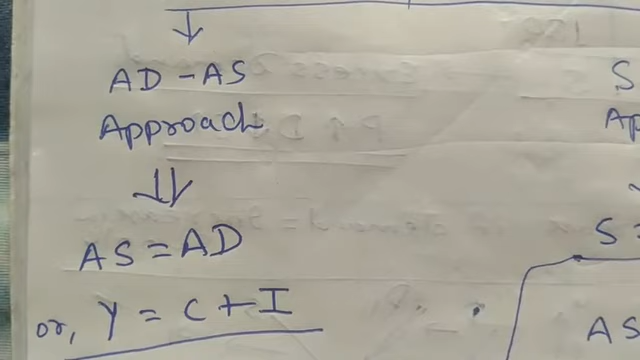 AD - AS
Approach
AS = AD
or, Y = C + I
S
Ap
S =
AS